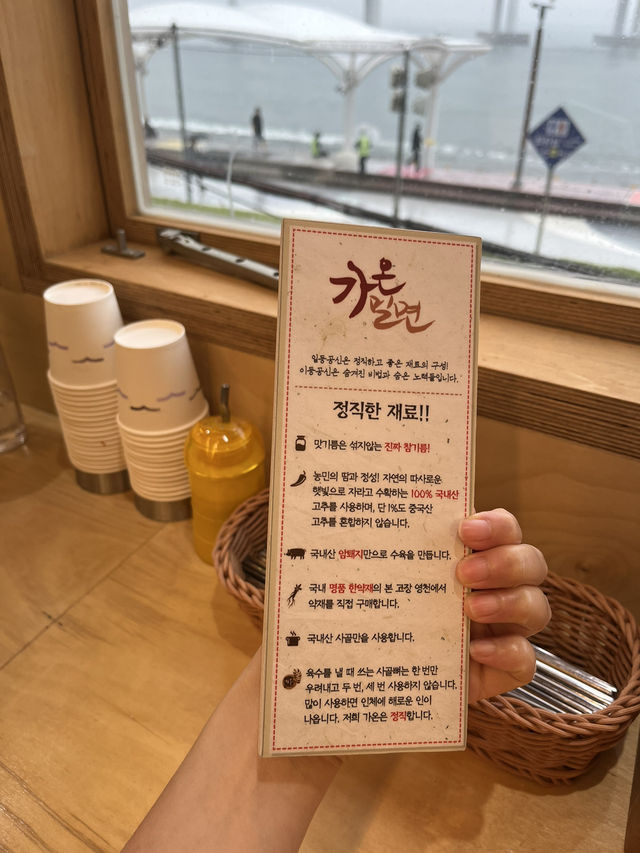 가온
밀면
일등공신은 정직하고 좋은 재료의 구성!
이등공신은 숨겨진 비법과 숨은 노력들입니다.
정직한 재료!!
맛기름은 섞지않는 진짜 참기름!
농민의 땀과 정성! 자연의 따사로운
햇빛으로 자라고 수확하는 100% 국내산
고추를 사용하며, 단 1%도 중국산
고추를 혼합하지 않습니다.
국내산 암퇘지만으로 수육을 만듭니다.
국내 명품 한약재의 본 고장 영천에서
약재를 직접 구매합니다.
국내산 사골만을 사용합니다.
육수를 낼 때 쓰는 사골뼈는 한 번만
우려내고 두 번, 세 번 사용하지 않습니다.
많이 사용하면 인체에 해로운 인이
나옵니다. 저희 가온은 정직합니다.